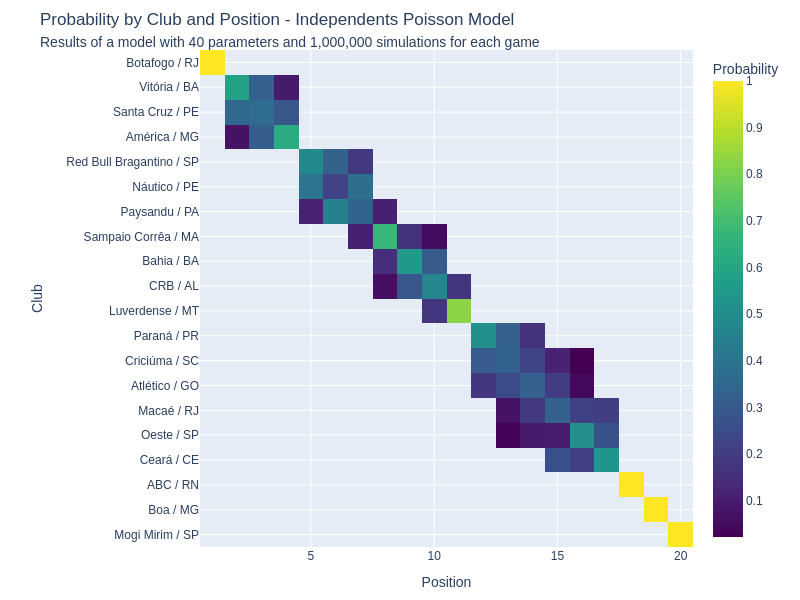 Probability by Club and Position - Independents Poisson Model
Results of a model with 40 parameters and 1,000,000 simulations for each game
Probability
Botafogo / RJ
Vitória / BA
Santa Cruz / PE
América / MG
Red Bull Bragantino / SP
Náutico / PE
Paysandu / PA
Sampaio Corrêa / MA
Bahia / BA
CRB / AL
Luverdense / MT
Paraná / PR
Criciúma / SC
Atlético / GO
Macaé / RJ
Oeste / SP
Ceará / CE
ABC / RN
Boa / MG
Mogi Mirim / SP
Club
5
10
15
20
Position
1
0.9
0.8
0.7
0.6
0.5
0.4
0.3
0.2
0.1